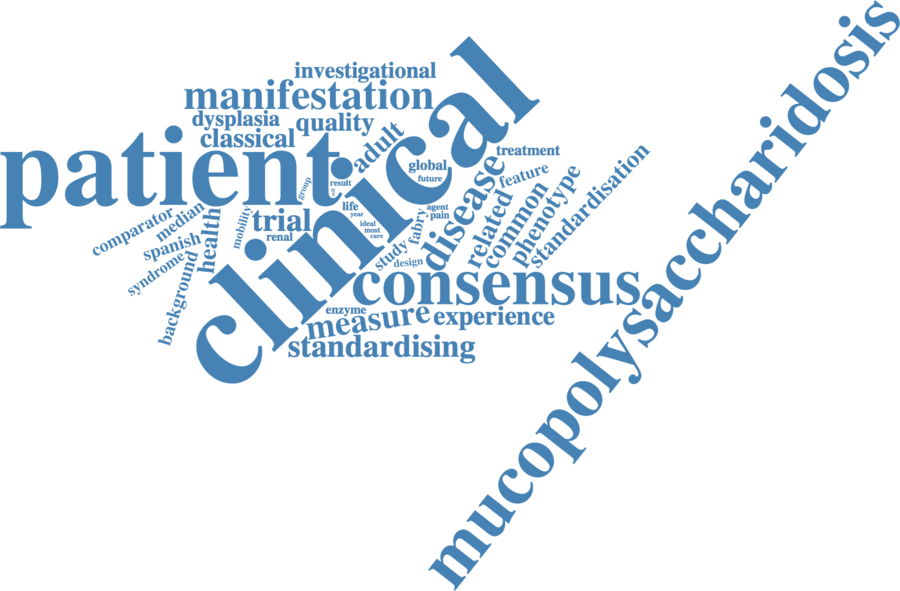 investigational
manifestation
dysplasia
quality
classical
adult
patient
clinical
mucopolysaccharidosis
treatment
global
future
feature
disease
result
of
group
life
year
ideal
most
care
agent
pain
fabry
study
design
related
common
phenotype
standardisation
comparator
median
spanish
syndrome
background
health
mobility
trial
renal
consensus
enzyme
measure
experience
standardising